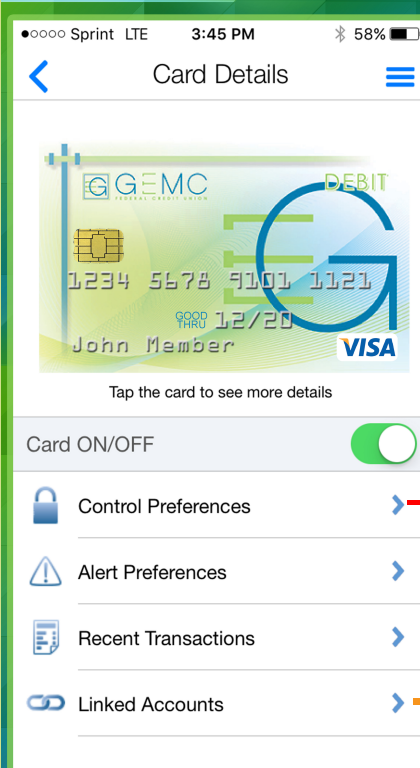 Sprint LTE 3:45 PM 58%
Card Details
GEMC
FEDERAL CREDIT UNION
DEBIT
1234 5678 9101 1121
GOOD THRU 12/20
John Member
VISA
Tap the card to see more details
Card ON/OFF
Control Preferences
Alert Preferences
Recent Transactions
Linked Accounts